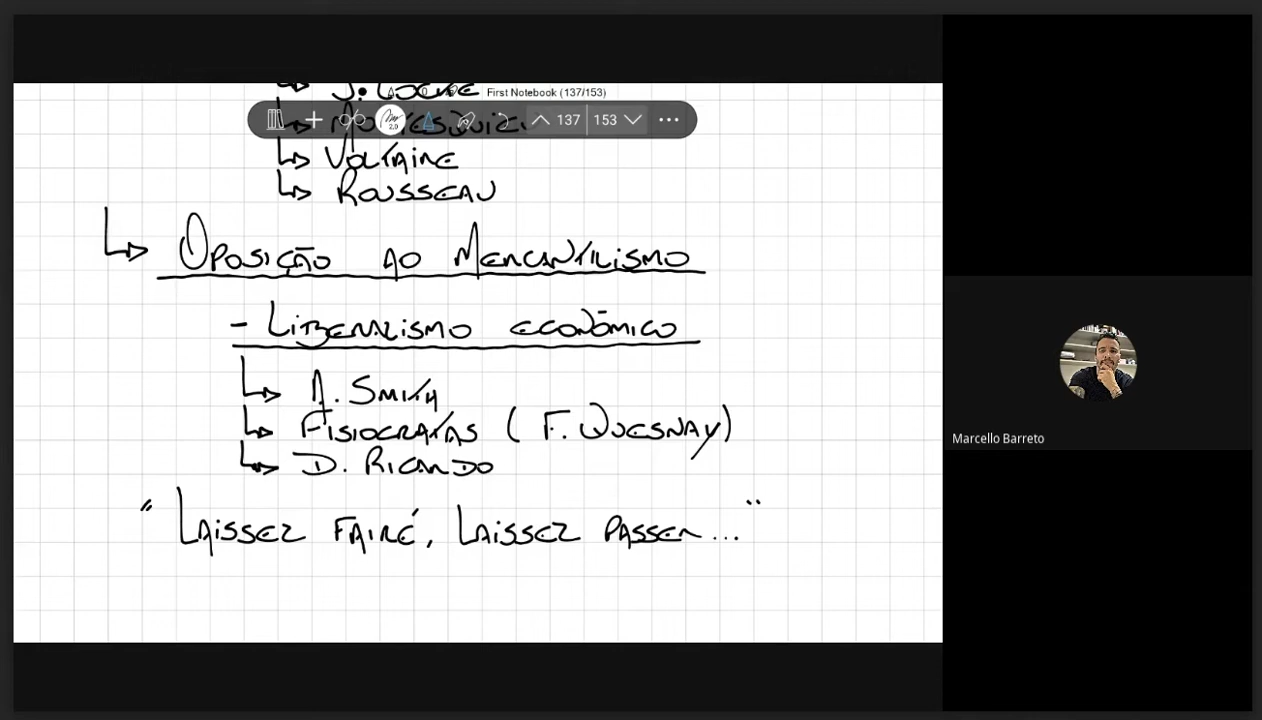 J. Locke
First Notebook (137/153)
137 153
Voltaire
Rousseau
Oposição ao Mercantilismo
- Liberalismo econômico
A. Smith
Fisiocratas ( F. Quesnay)
D. Ricardo
" Laissez fairé, laissez passer... "
Marcello Barreto